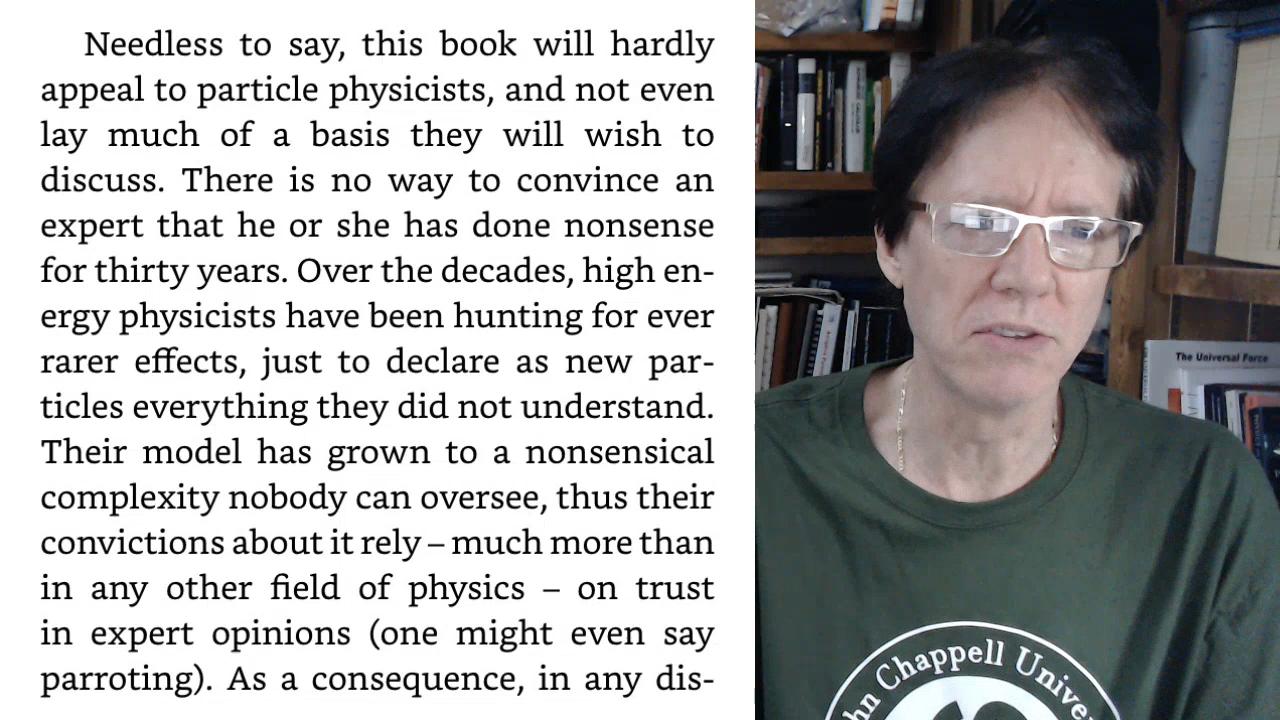 Needless to say, this book will hardly
appeal to particle physicists, and not even
lay much of a basis they will wish to
discuss. There is no way to convince an
expert that he or she has done nonsense
for thirty years. Over the decades, high en-
ergy physicists have been hunting for ever
rarer effects, just to declare as new par-
ticles everything they did not understand.
Their model has grown to a nonsensical
complexity nobody can oversee, thus their
convictions about it rely – much more than
in any other field of physics – on trust
in expert opinions (one might even say
parroting). As a consequence, in any dis-
The Universal Force
hn Chappell Unive